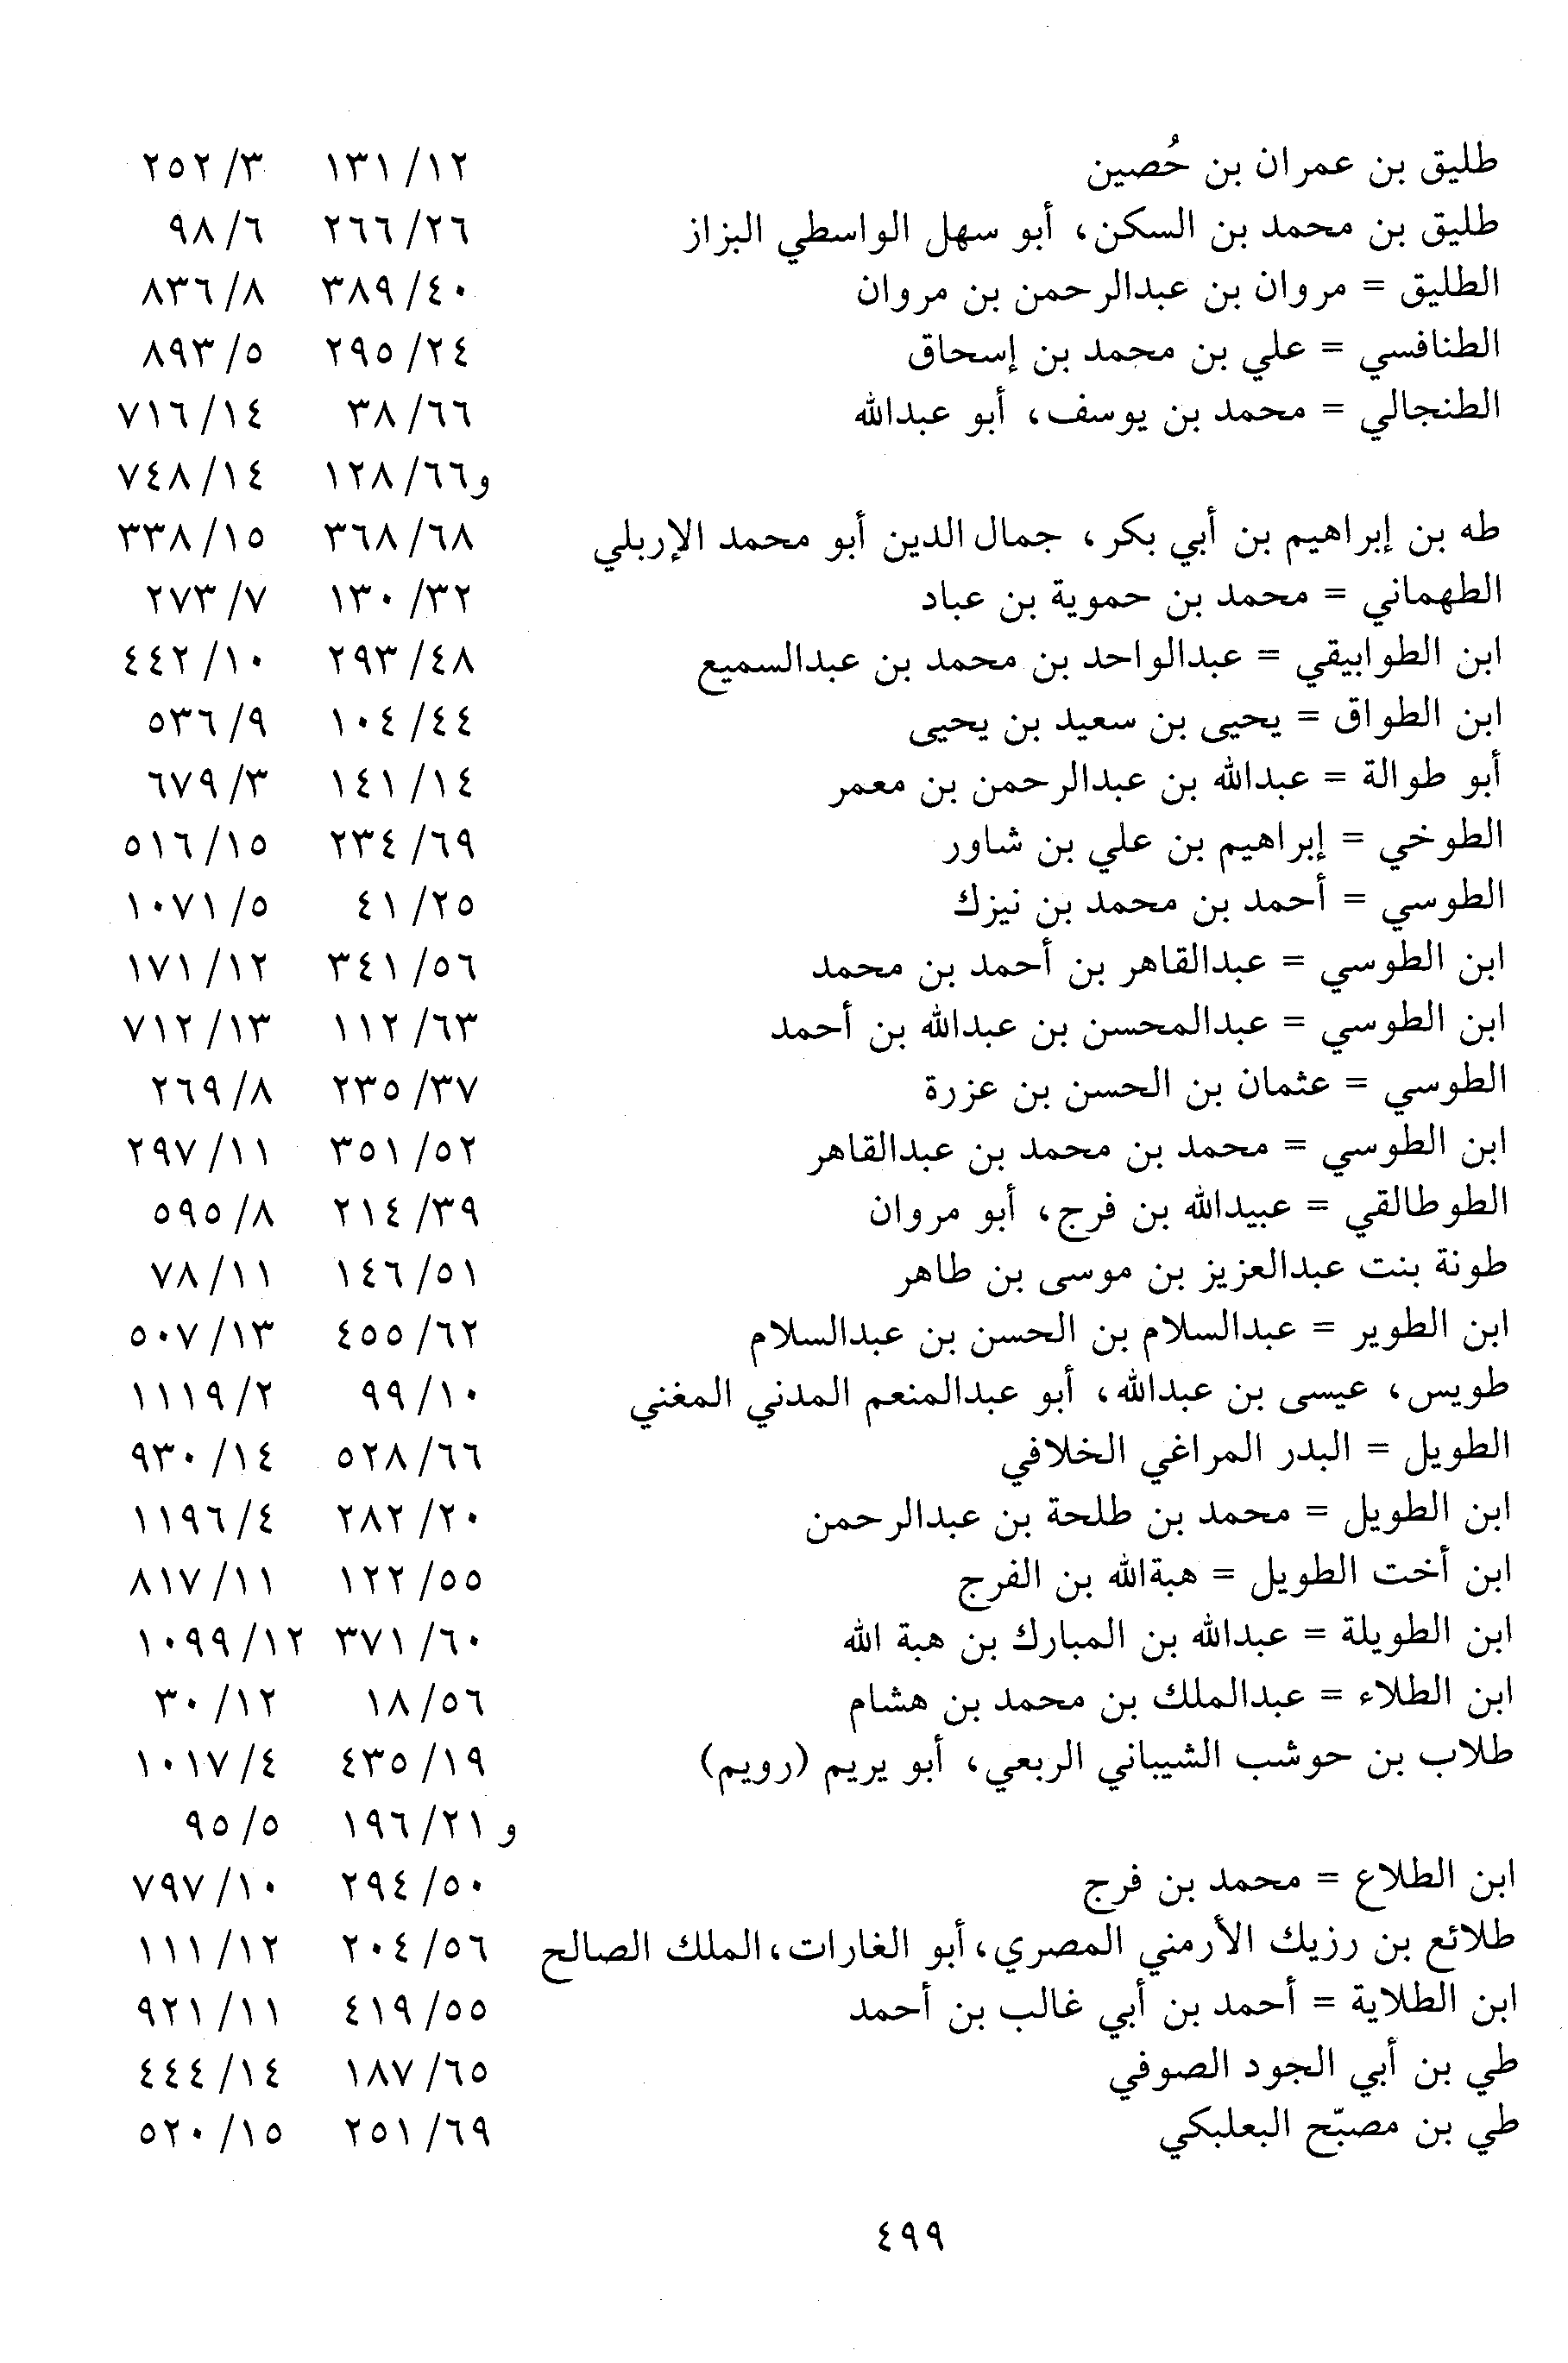 طليق بن عمران بن حُصين ١٢/ ١٣١ ٣/ ٢٥٢
طليق بن محمد بن السكن، أبو سهل الواسطي البزاز ٢٦/ ٢٦٦ ٦/ ٩٨
الطليق = مروان بن عبدالرحمن بن مروان ٤٠/ ٣٨٩ ٨/ ٨٣٦
الطنافسي = علي بن محمد بن إسحاق ٢٤/ ٢٩٥ ٥/ ٨٩٣
الطنجالي = محمد بن يوسف، أبو عبدالله ٦٦/ ٣٨ ١٤/ ٧١٦
و٦٦/ ١٢٨ ١٤/ ٧٤٨
طه بن إبراهيم بن أبي بكر، جمال الدين أبو محمد الإربلي ٦٨/ ٣٦٨ ١٥/ ٣٣٨
الطهماني = محمد بن حموية بن عباد ٣٢/ ١٣٠ ٧/ ٢٧٣
ابن الطوابيقي = عبدالواحد بن محمد بن عبدالسميع ٤٨/ ٢٩٣ ١٠/ ٤٤٢
ابن الطواق = يحيى بن سعيد بن يحيى ٤٤/ ١٠٤ ٩/ ٥٣٦
أبو طوالة = عبدالله بن عبدالرحمن بن معمر ١٤/ ١٤١ ٣/ ٦٧٩
الطوخي = إبراهيم بن علي بن شاور ٦٩/ ٢٣٤ ١٥/ ٥١٦
الطوسي = أحمد بن محمد بن نيزك ٢٥/ ٤١ ٥/ ١٠٧١
ابن الطوسي = عبدالقاهر بن أحمد بن محمد ٥٦/ ٣٤١ ١٢/ ١٧١
ابن الطوسي = عبدالمحسن بن عبدالله بن أحمد ٦٣/ ١١٢ ١٣/ ٧١٢
الطوسي = عثمان بن الحسن بن عزرة ٣٧/ ٢٣٥ ٨/ ٢٦٩
ابن الطوسي = محمد بن محمد بن عبدالقاهر ٥٢/ ٣٥١ ١١/ ٢٩٧
الطوطالقي = عبيدالله بن فرج، أبو مروان ٣٩/ ٢١٤ ٨/ ٥٩٥
طونة بنت عبدالعزيز بن موسى بن طاهر ٥١/ ١٤٦ ١١/ ٧٨
ابن الطوير = عبدالسلام بن الحسن بن عبدالسلام ٦٢/ ٤٥٥ ١٣/ ٥٠٧
طويس، عيسى بن عبدالله، أبو عبدالمنعم المدني المغني ١٠/ ٩٩ ٢/ ١١١٩
الطويل = البدر المراغي الخلافي ٦٦/ ٥٢٨ ١٤/ ٩٣٠
ابن الطويل = محمد بن طلحة بن عبدالرحمن ٢٠/ ٢٨٢ ٤/ ١١٩٦
ابن أخت الطويل = هبةالله بن الفرج ٥٥/ ١٢٢ ١١/ ٨١٧
ابن الطويلة = عبدالله بن المبارك بن هبة الله ٦٠/ ٣٧١ ١٢/ ١٠٩٩
ابن الطلاء = عبدالملك بن محمد بن هشام ٥٦/ ١٨ ١٢/ ٣٠
طلاب بن حوشب الشيباني الربعي، أبو يريم (رويم) ١٩/ ٤٣٥ ٤/ ١٠١٧
و ٢١/ ١٩٦ ٥/ ٩٥
ابن الطلاع = محمد بن فرج ٥٠/ ٢٩٤ ١٠/ ٧٩٧
طلائع بن رزيك الأرمني المصري، أبو الغارات، الملك الصالح ٥٦/ ٢٠٤ ١٢/ ١١١
ابن الطلاية = أحمد بن أبي غالب بن أحمد ٥٥/ ٤١٩ ١١/ ٩٢١
طي بن أبي الجود الصوفي ٦٥/ ١٨٧ ١٤/ ٤٤٤
طي بن مصبّح البعلبكي ٦٩/ ٢٥١ ١٥/ ٥٢٠
٤٩٩